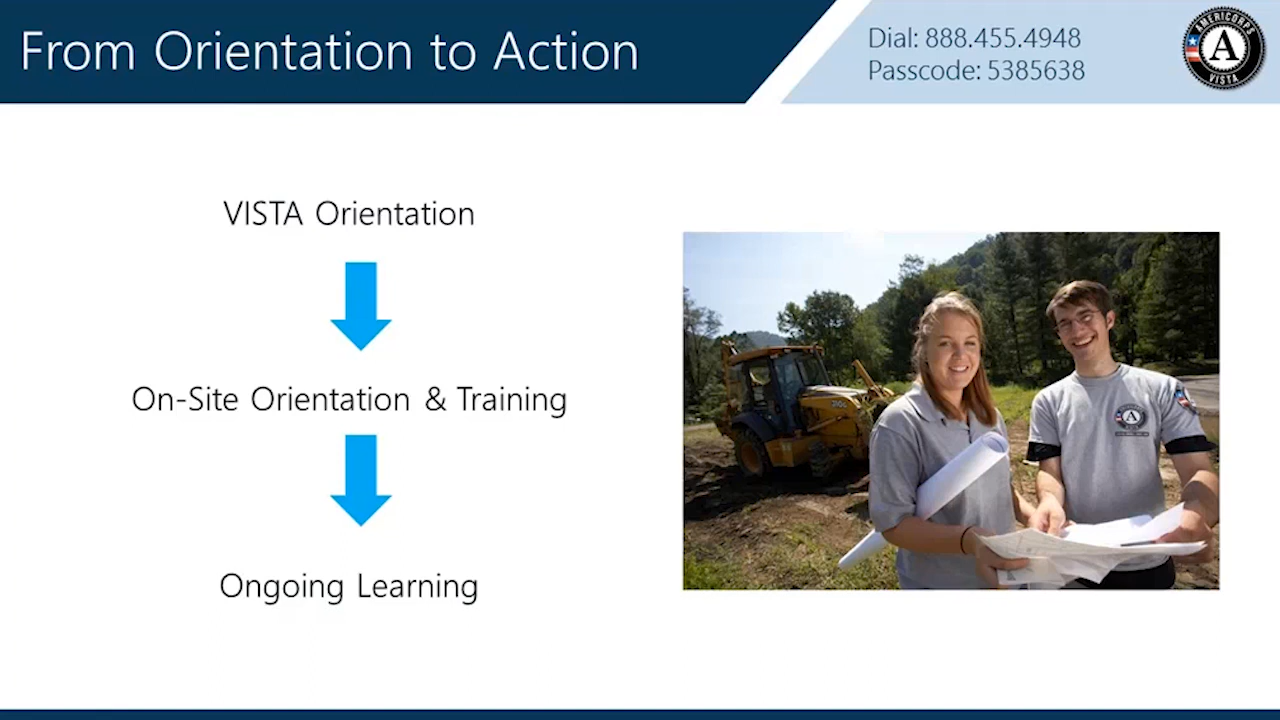 From Orientation to Action
Dial: 888.455.4948
Passcode: 5385638
AMERICORPS
A
VISTA
VISTA Orientation
On-Site Orientation & Training
Ongoing Learning
A